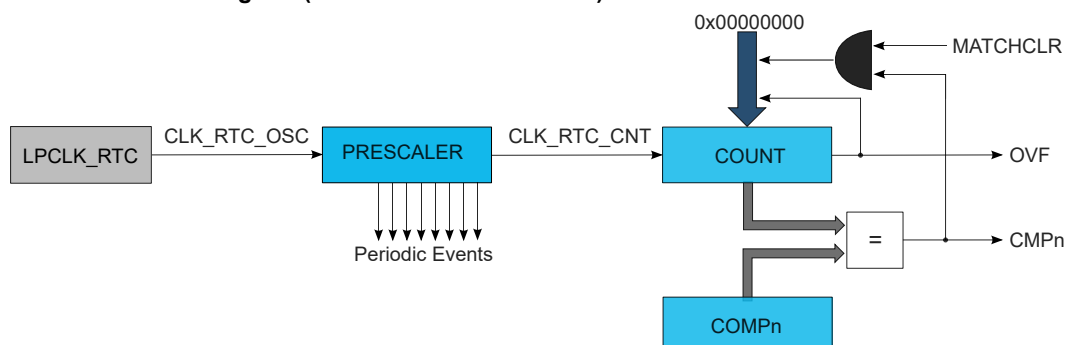 0x00000000
MATCHCLR
CLK_RTC_OSC
CLK_RTC_CNT
LPCLK_RTC
PRESCALER
COUNT
OVF
Periodic Events
=
CMPn
COMPn